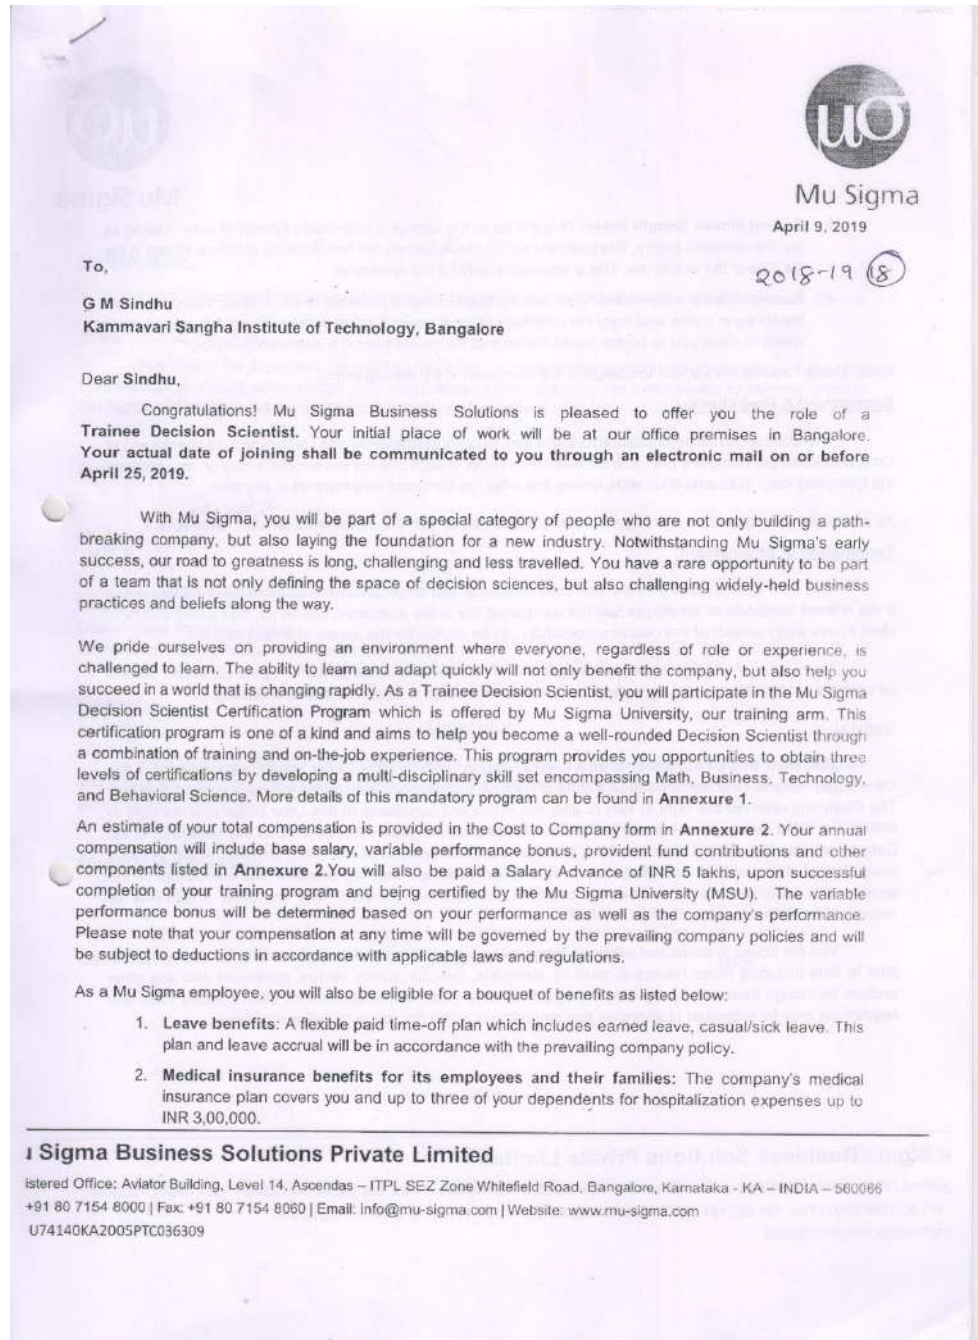 μσ
Mu Sigma
April 9, 2019
2018-19 18
To,
G M Sindhu
Kammavari Sangha Institute of Technology, Bangalore
Dear Sindhu,
Congratulations! Mu Sigma Business Solutions is pleased to offer you the role of a
Trainee Decision Scientist. Your initial place of work will be at our office premises in Bangalore.
Your actual date of joining shall be communicated to you through an electronic mail on or before
April 25, 2019.
With Mu Sigma, you will be part of a special category of people who are not only building a path-
breaking company, but also laying the foundation for a new industry. Notwithstanding Mu Sigma's early
success, our road to greatness is long, challenging and less travelled. You have a rare opportunity to be part
of a team that is not only defining the space of decision sciences, but also challenging widely-held business
practices and beliefs along the way.
We pride ourselves on providing an environment where everyone, regardless of role or experience, is
challenged to learn. The ability to learn and adapt quickly will not only benefit the company, but also help you
succeed in a world that is changing rapidly. As a Trainee Decision Scientist, you will participate in the Mu Sigma
Decision Scientist Certification Program which is offered by Mu Sigma University, our training arm. This
certification program is one of a kind and aims to help you become a well-rounded Decision Scientist through
a combination of training and on-the-job experience. This program provides you opportunities to obtain three
levels of certifications by developing a multi-disciplinary skill set encompassing Math, Business, Technology,
and Behavioral Science. More details of this mandatory program can be found in Annexure 1.
An estimate of your total compensation is provided in the Cost to Company form in Annexure 2. Your annual
compensation will include base salary, variable performance bonus, provident fund contributions and other
components listed in Annexure 2.You will also be paid a Salary Advance of INR 5 lakhs, upon successful
completion of your training program and being certified by the Mu Sigma University (MSU). The variable
performance bonus will be determined based on your performance as well as the company's performance.
Please note that your compensation at any time will be governed by the prevailing company policies and will
be subject to deductions in accordance with applicable laws and regulations.
As a Mu Sigma employee, you will also be eligible for a bouquet of benefits as listed below:
1. Leave benefits: A flexible paid time-off plan which includes earned leave, casual/sick leave. This
plan and leave accrual will be in accordance with the prevailing company policy.
2. Medical insurance benefits for its employees and their families: The company's medical
insurance plan covers you and up to three of your dependents for hospitalization expenses up to
INR 3,00,000.
Sigma Business Solutions Private Limited
istered Office: Aviator Building, Level 14, Ascendas – ITPL SEZ Zone Whitefield Road, Bangalore, Karnataka - KA – INDIA – 560066
+91 80 7154 8000 | Fax: +91 80 7154 8060 | Email: info@mu-sigma.com | Website: www.mu-sigma.com
U74140KA2005PTC036309